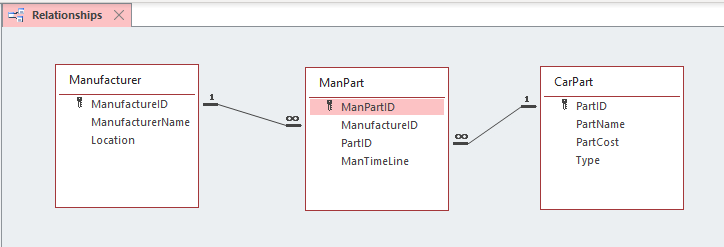 Relationships
Manufacturer
ManufactureID
ManufacturerName
Location
1
∞
ManPart
ManPartID
ManufactureID
PartID
ManTimeLine
∞
1
CarPart
PartID
PartName
PartCost
Type